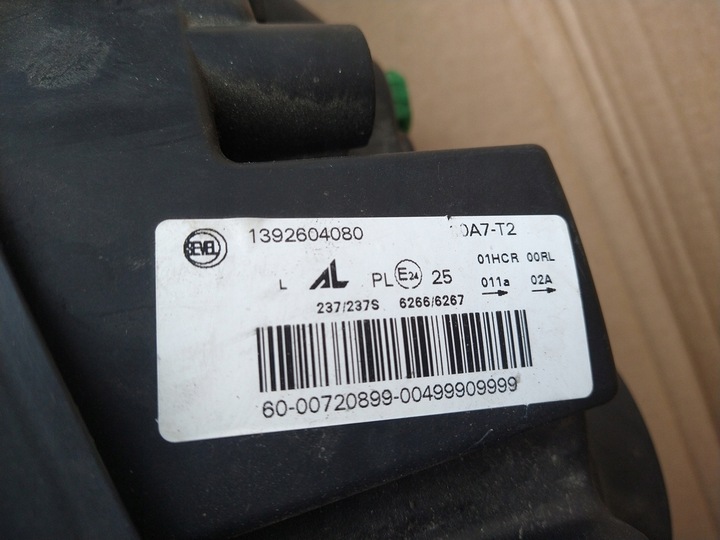 SEVEL 1392604080 0A7-T2
01HCR 00RL
L AL PL E24 25 011a 02A
237/237S 6266/6267
60-00720899-00499909999